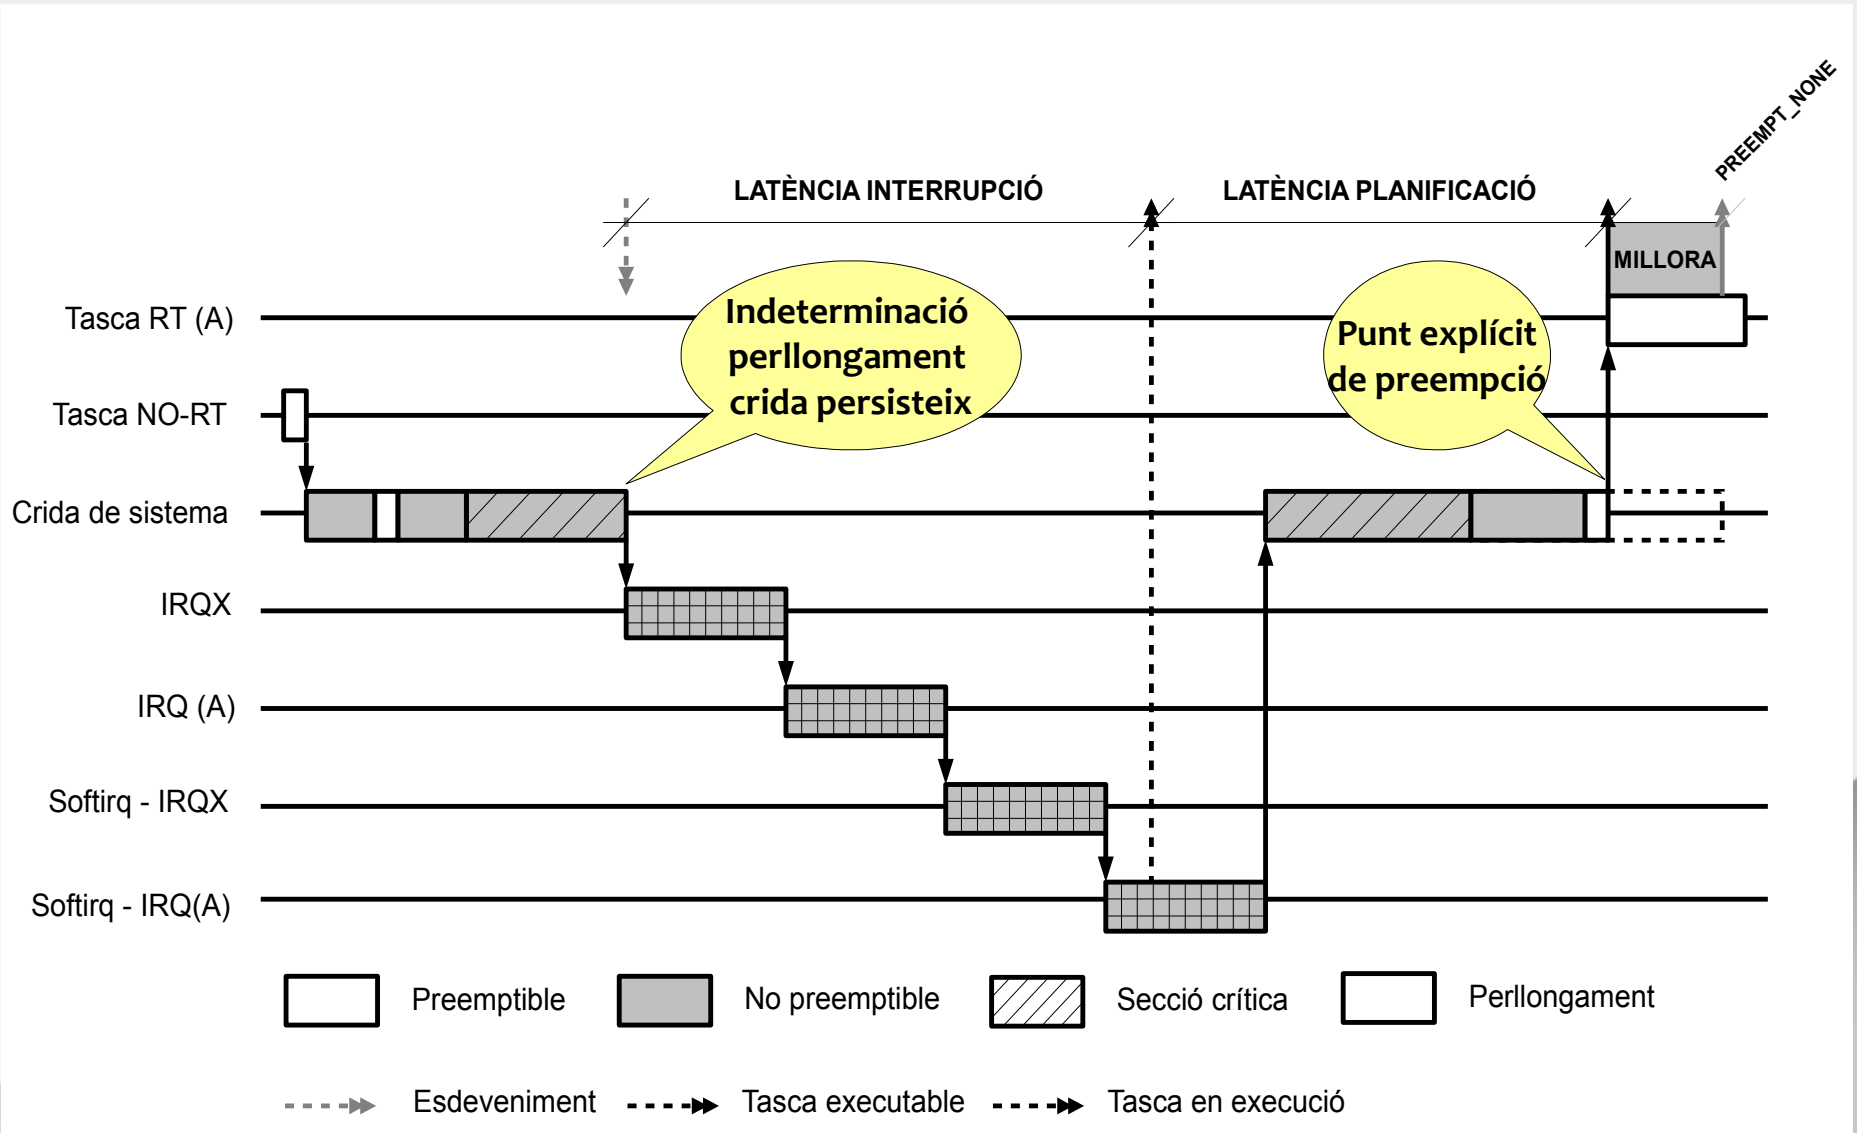 PREEMPT_NONE
LATÈNCIA INTERRUPCIÓ
LATÈNCIA PLANIFICACIÓ
MILLORA
Tasca RT (A)
Indeterminació
perllongament
crida persisteix
Punt explícit
de preempció
Tasca NO-RT
Crida de sistema
IRQX
IRQ (A)
Softirq - IRQX
Softirq - IRQ(A)
Preemptible
No preemptible
Secció crítica
Perllongament
Esdeveniment
Tasca executable
Tasca en execució